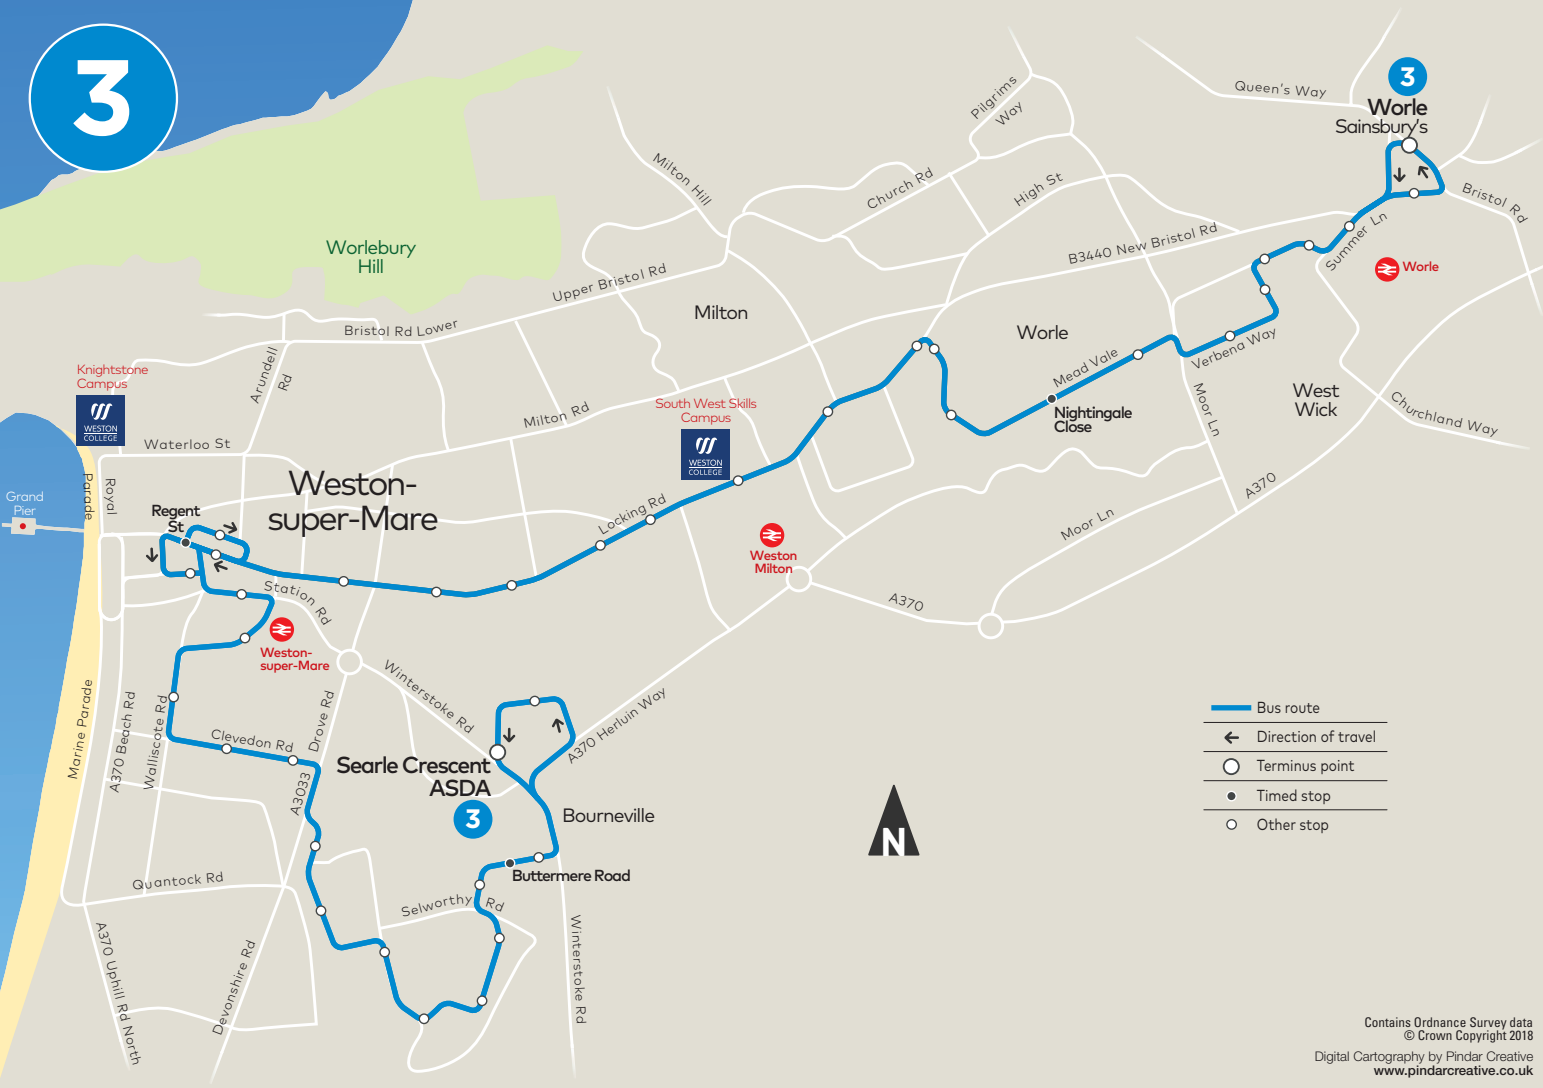 3
Queen's Way
3
Worle
Sainsbury's
Pilgrims
Way
Milton Hill
Church Rd
High St
Bristol Rd
Summer Ln
B3440 New Bristol Rd
Worle
Worlebury
Hill
Upper Bristol Rd
Milton
Bristol Rd Lower
Worle
Verbena Way
Mead Vale
Arundell
Rd
Knightstone
Campus
WESTON
COLLEGE
Milton Rd
South West Skills
Campus
WESTON
COLLEGE
Nightingale
Close
Moor Ln
West
Wick
Churchland Way
Waterloo St
Royal
Parade
Grand
Pier
Regent
St
Weston-
super-Mare
Locking Rd
A370
Moor Ln
Weston
Milton
A370
Station Rd
Weston-
super-Mare
Winterstoke Rd
Marine Parade
A370 Beach Rd
Walliscote Rd
Clevedon Rd
Drove Rd
A3033
A370 Herluin Way
Searle Crescent
ASDA
3
Bourneville
Buttermere Road
Quantock Rd
Selworthy Rd
A370 Uphill Rd North
Devonshire Rd
Winterstoke Rd
N
Bus route
Direction of travel
Terminus point
Timed stop
Other stop
Contains Ordnance Survey data
© Crown Copyright 2018
Digital Cartography by Pindar Creative
www.pindarcreative.co.uk